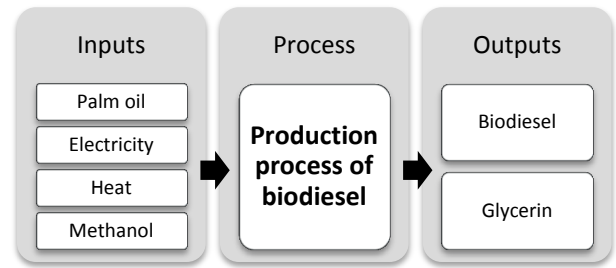 Inputs
Palm oil
Electricity
Heat
Methanol
Process
Production
process of
biodiesel
Outputs
Biodiesel
Glycerin